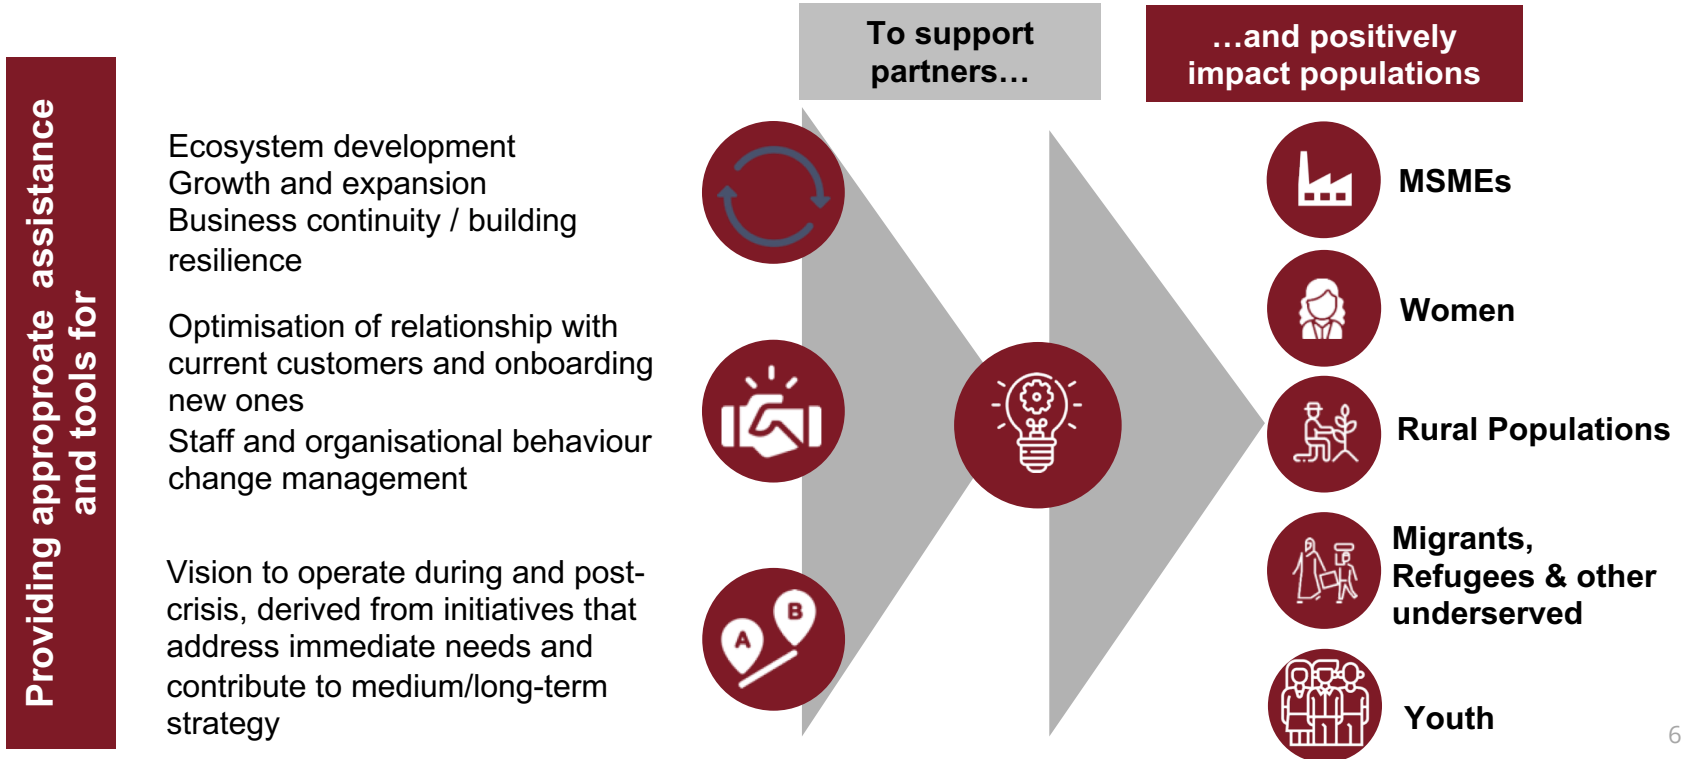 Providing approproate assistance
and tools for
To support
partners…
…and positively
impact populations
Ecosystem development
Growth and expansion
Business continuity / building
resilience
Optimisation of relationship with
current customers and onboarding
new ones
Staff and organisational behaviour
change management
Vision to operate during and post-
crisis, derived from initiatives that
address immediate needs and
contribute to medium/long-term
strategy
A
B
MSMEs
Women
Rural Populations
Migrants,
Refugees & other
underserved
Youth
6